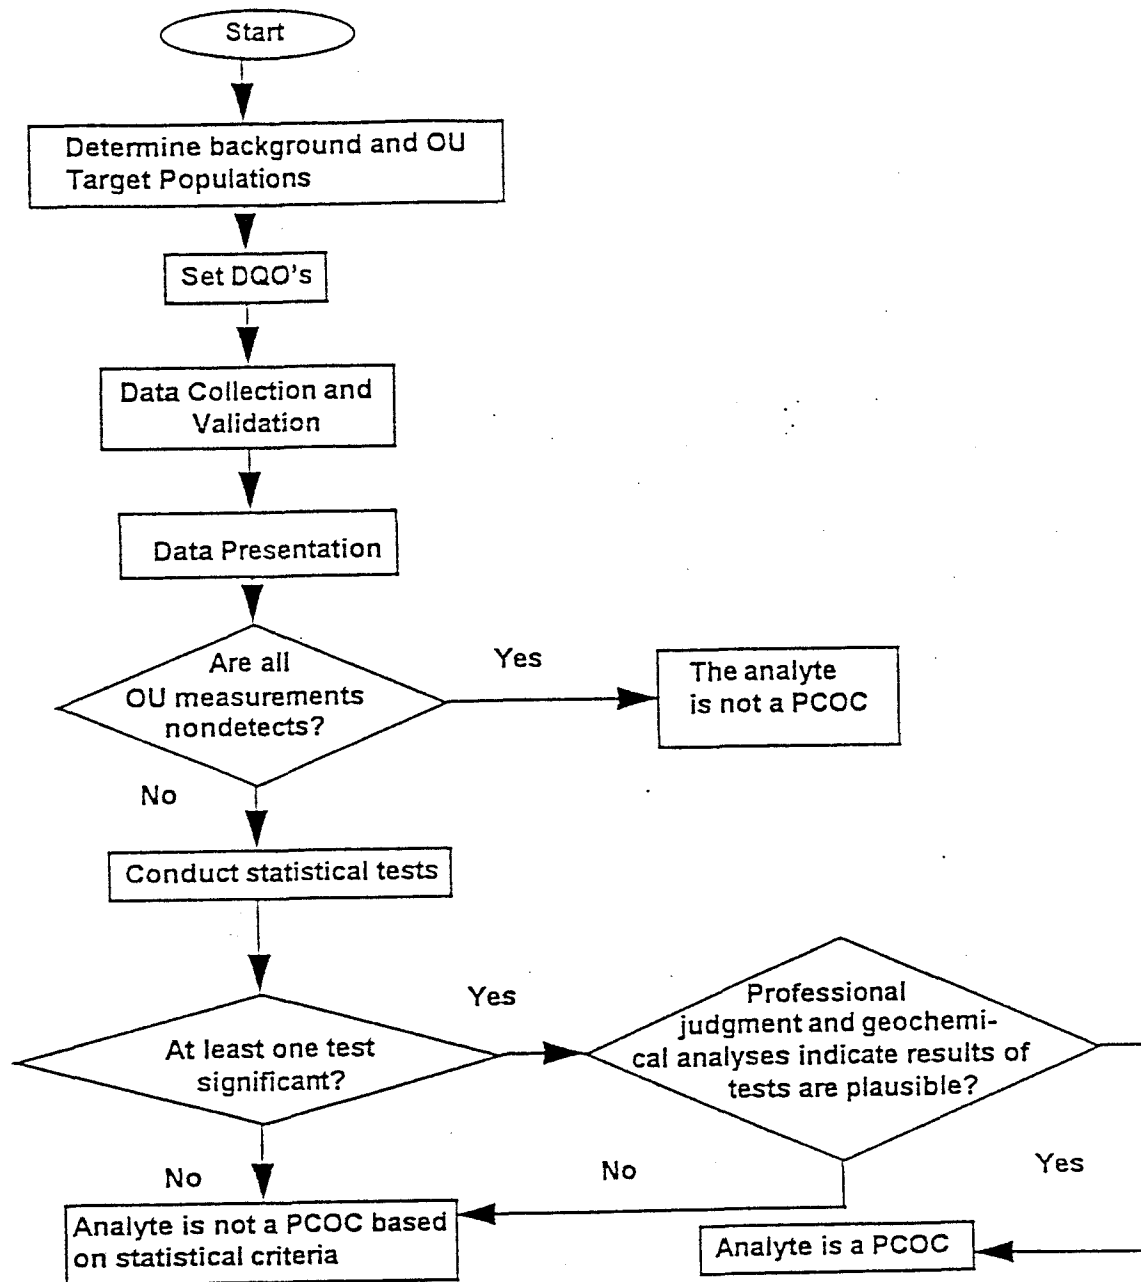 Start
Determine background and OU
Target Populations
Set DQO's
Data Collection and
Validation
Data Presentation
Are all
OU measurements
nondetects?
Yes
The analyte
is not a PCOC
No
Conduct statistical tests
At least one test
significant?
Yes
Professional
judgment and geochemi-
cal analyses indicate results of
tests are plausible?
No
No
Yes
Analyte is not a PCOC based
on statistical criteria
Analyte is a PCOC